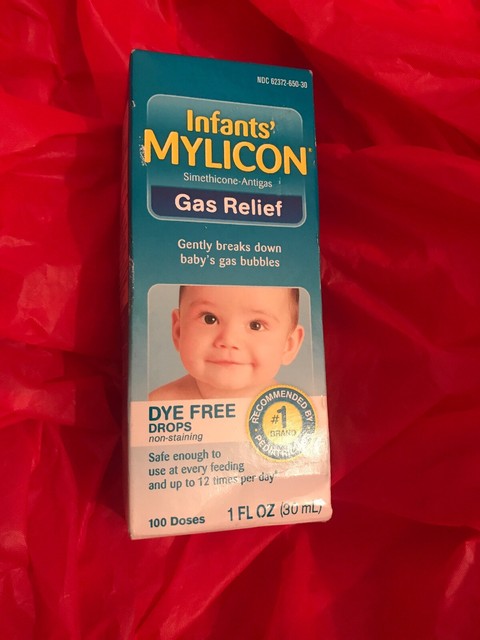 NDC 62372-650-30
Infants'
MYLICON®
Simethicone-Antigas
Gas Relief
Gently breaks down
baby's gas bubbles
DYE FREE
DROPS
non-staining
RECOMMENDED BY
#1
BRAND
PEDIATRICIANS
Safe enough to
use at every feeding
and up to 12 times per day*
100 Doses
1 FL OZ (30 mL)